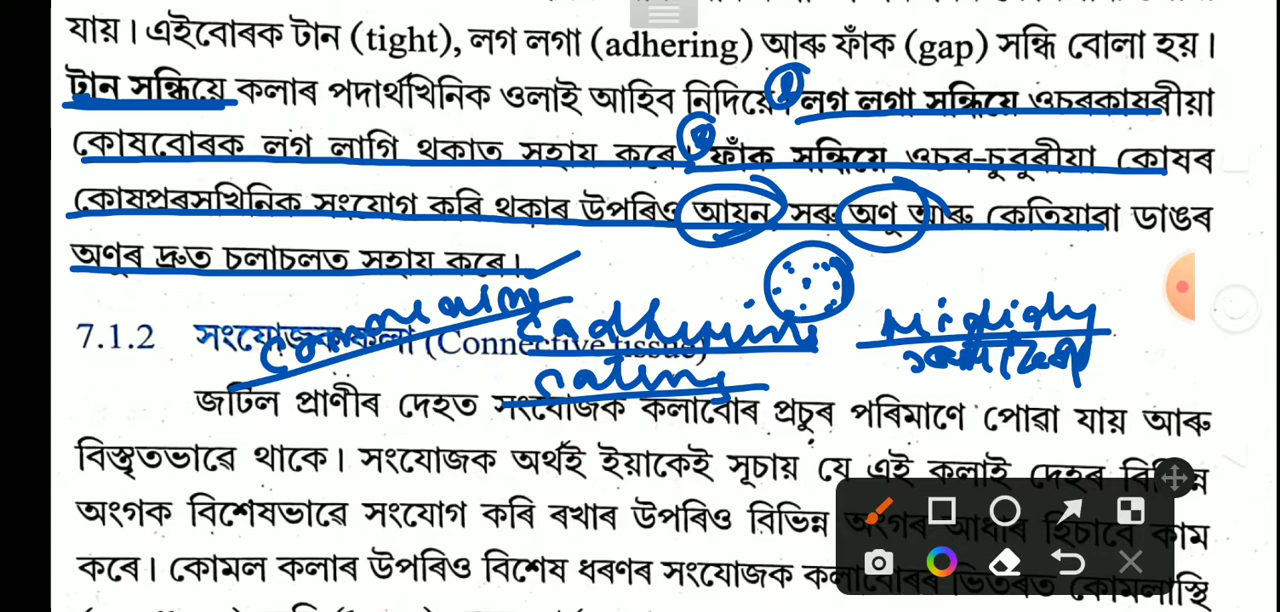 যায়। এইবোৰক টান (tight), লগ লগা (adhering) আৰু ফাঁক (gap) সন্ধি বোলা হয়।
টান সন্ধিয়ে কলাৰ পদাৰ্থখিনিক ওলাই আহিব নিদিয়ে। লগ লগা সন্ধিয়ে ওচৰকাষৰীয়া
কোষবোৰক লগ লাগি থকাত সহায় কৰে। ফাঁক সন্ধিয়ে ওচৰ-চুবুৰীয়া কোষৰ
কোষপ্ৰৰসখিনিক সংযোগ কৰি থকাৰ উপৰিও আয়ন সৰু অণু আৰু কেতিয়াবা ডাঙৰ
অণুৰ দ্ৰুত চলাচলত সহায় কৰে।
7.1.2 সংযোজক কলা (Connective tissue)
জটিল প্ৰাণীৰ দেহত সংযোজক কলাবোৰ প্ৰচুৰ পৰিমাণে পোৱা যায় আৰু
বিস্তৃতভাৱে থাকে। সংযোজক অৰ্থই ইয়াকেই সূচায় যে এই কলাই দেহৰ বিভিন্ন
অংগক বিশেষভাৱে সংযোগ কৰি ৰখাৰ উপৰিও বিভিন্ন অংগৰ আধাৰ হিচাবে কাম
কৰে। কোমল কলাৰ উপৰিও বিশেষ ধৰণৰ সংযোজক কলাবোৰৰ ভিতৰত কোমলাস্থি